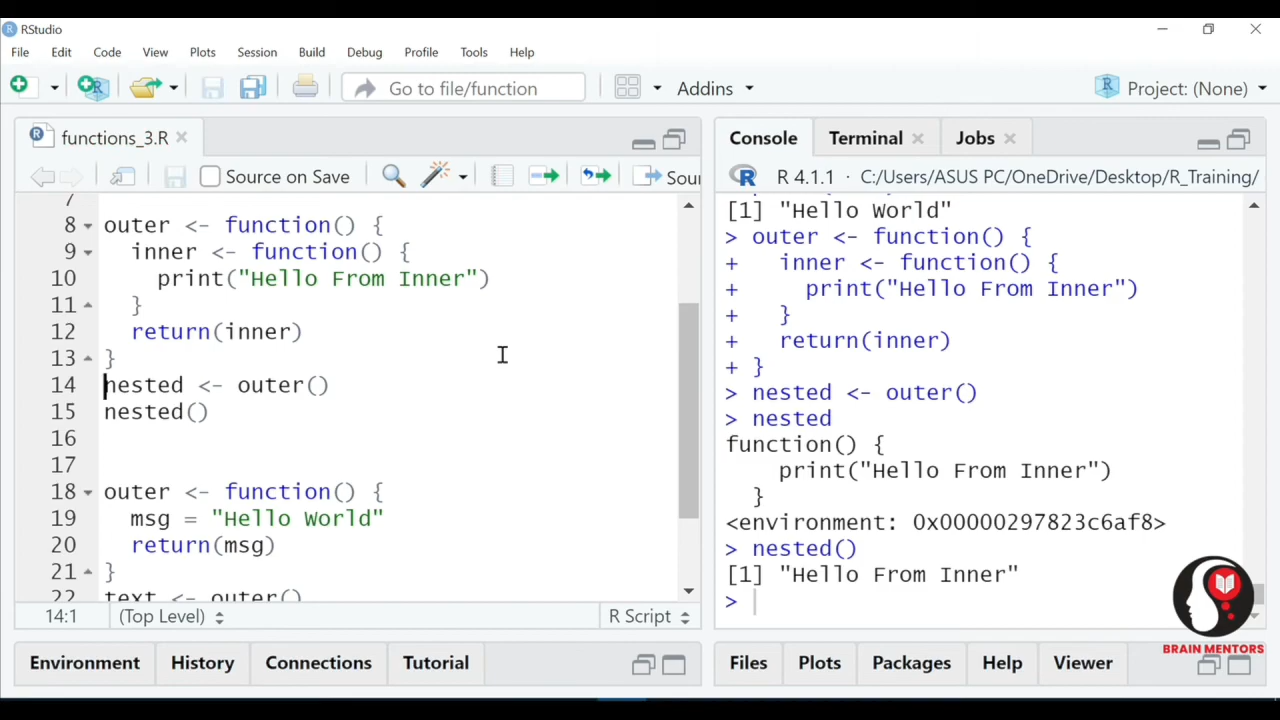 RStudio
File Edit Code View Plots Session Build Debug Profile Tools Help
Go to file/function Addins Project: (None)
functions_3.R
Source on Save Sour
7
8 outer <- function() {
9 inner <- function() {
10 print("Hello From Inner")
11 }
12 return(inner)
13 }
14 nested <- outer()
15 nested()
16
17
18 outer <- function() {
19 msg = "Hello World"
20 return(msg)
21 }
22 text <- outer()
14:1 (Top Level) R Script
Console Terminal Jobs
R 4.1.1 · C:/Users/ASUS PC/OneDrive/Desktop/R_Training/
[1] "Hello World"
> outer <- function() {
+ inner <- function() {
+ print("Hello From Inner")
+ }
+ return(inner)
+ }
> nested <- outer()
> nested
function() {
print("Hello From Inner")
}
<environment: 0x00000297823c6af8>
> nested()
[1] "Hello From Inner"
>
BRAIN MENTORS
Environment History Connections Tutorial
Files Plots Packages Help Viewer